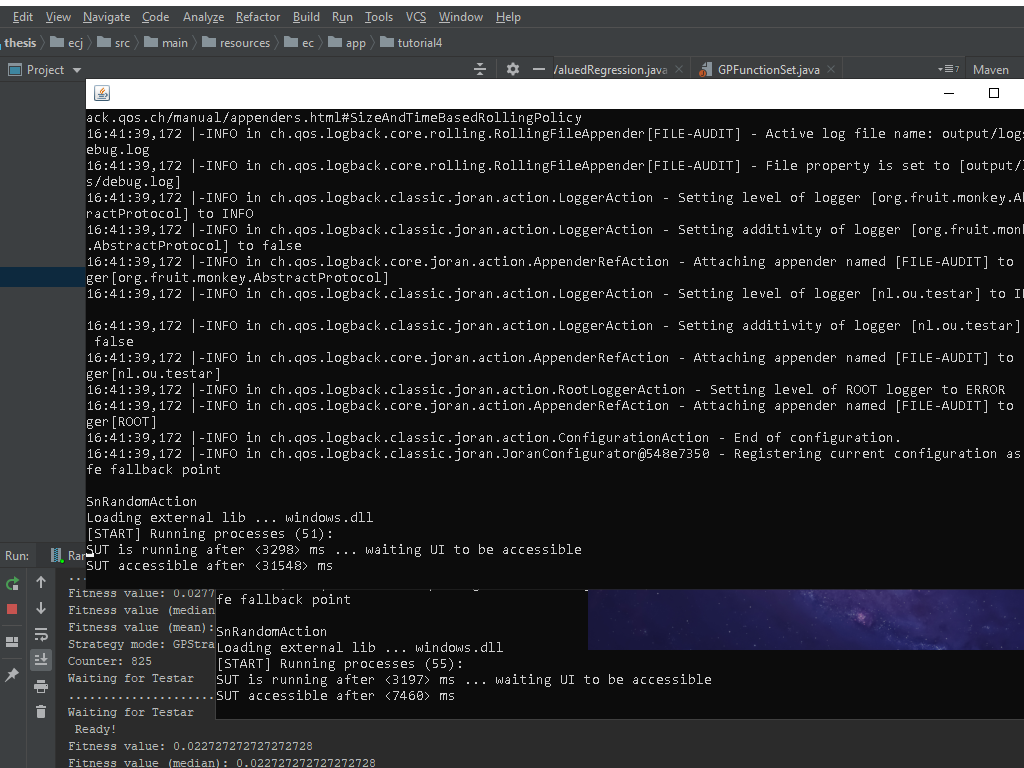 Edit View Navigate Code Analyze Refactor Build Run Tools VCS Window Help
thesis ecj src main resources ec app tutorial4
Project /aluedRegression.java GPFunctionSet.java 7 Maven
ack.qos.ch/manual/appenders.html#SizeAndTimeBasedRollingPolicy
16:41:39,172 |-INFO in ch.qos.logback.core.rolling.RollingFileAppender[FILE-AUDIT] - Active log file name: output/logs
ebug.log
16:41:39,172 |-INFO in ch.qos.logback.core.rolling.RollingFileAppender[FILE-AUDIT] - File property is set to [output/l
s/debug.log]
16:41:39,172 |-INFO in ch.qos.logback.classic.joran.action.LoggerAction - Setting level of logger [org.fruit.monkey.Ab
ractProtocol] to INFO
16:41:39,172 |-INFO in ch.qos.logback.classic.joran.action.LoggerAction - Setting additivity of logger [org.fruit.monk
.AbstractProtocol] to false
16:41:39,172 |-INFO in ch.qos.logback.core.joran.action.AppenderRefAction - Attaching appender named [FILE-AUDIT] to
ger[org.fruit.monkey.AbstractProtocol]
16:41:39,172 |-INFO in ch.qos.logback.classic.joran.action.LoggerAction - Setting level of logger [nl.ou.testar] to IN
16:41:39,172 |-INFO in ch.qos.logback.classic.joran.action.LoggerAction - Setting additivity of logger [nl.ou.testar]
false
16:41:39,172 |-INFO in ch.qos.logback.core.joran.action.AppenderRefAction - Attaching appender named [FILE-AUDIT] to
ger[nl.ou.testar]
16:41:39,172 |-INFO in ch.qos.logback.classic.joran.action.RootLoggerAction - Setting level of ROOT logger to ERROR
16:41:39,172 |-INFO in ch.qos.logback.core.joran.action.AppenderRefAction - Attaching appender named [FILE-AUDIT] to
ger[ROOT]
16:41:39,172 |-INFO in ch.qos.logback.classic.joran.action.ConfigurationAction - End of configuration.
16:41:39,172 |-INFO in ch.qos.logback.classic.joran.JoranConfigurator@548e7350 - Registering current configuration as
fe fallback point
SnRandomAction
Loading external lib ... windows.dll
[START] Running processes (51):
SUT is running after <3298> ms ... waiting UI to be accessible
SUT accessible after <31548> ms
Run: Rar
...
Fitness value: 0.0277
Fitness value (median
Fitness value (mean):
Strategy mode: GPStra
Counter: 825
Waiting for Testar
......................
Waiting for Testar
Ready!
Fitness value: 0.022727272727272728
Fitness value (median): 0.022727272727272728
fe fallback point
SnRandomAction
Loading external lib ... windows.dll
[START] Running processes (55):
SUT is running after <3197> ms ... waiting UI to be accessible
SUT accessible after <7460> ms